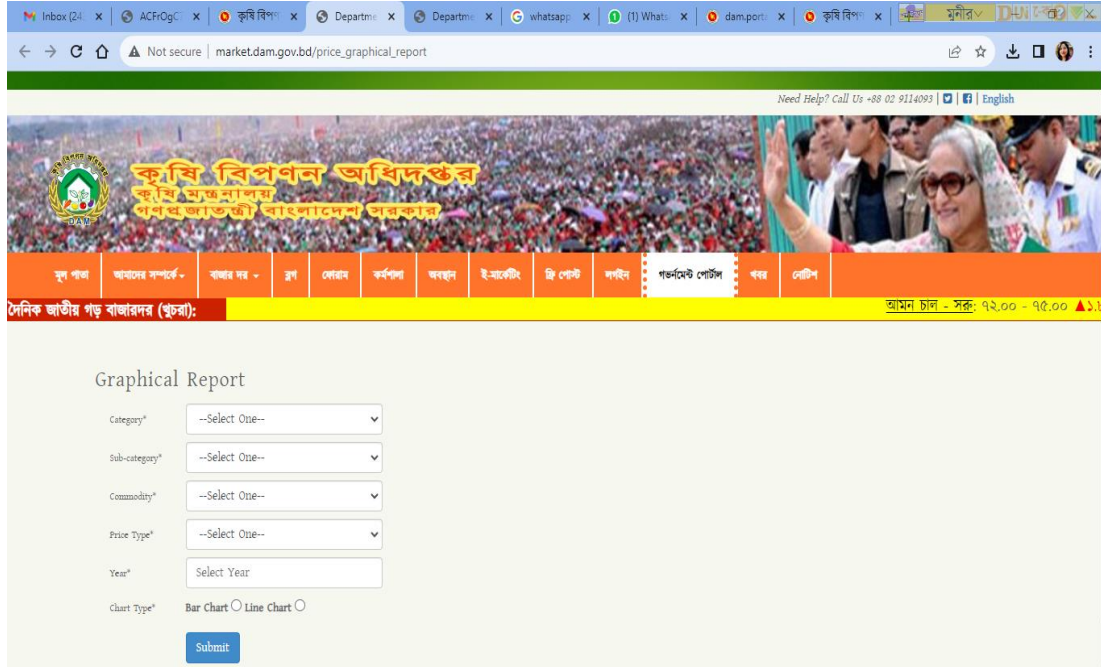 Inbox (24 ACFrOgC কৃষি বিপণ Departme Departme whatsapp (1) Whats dam.port কৃষি বিপণ মুনীর
Not secure | market.dam.gov.bd/price_graphical_report
Need Help? Call Us +88 02 9114093 | | | English
কৃষি বিপণন অধিদপ্তর
কৃষি মন্ত্রনালয়
গণপ্রজাতন্ত্রী বাংলাদেশ সরকার
DAM
মূল পাতা আমাদের সম্পর্কে বাজার দর ব্লগ ফোরাম কর্মশালা অবস্থান ই-মার্কেটিং ফ্রি পোস্ট লগইন গভর্নমেন্ট পোর্টাল খবর নোটিশ
দৈনিক জাতীয় গড় বাজারদর (খুচরা): আমন চাল - সরু: ৭২.০০ - ৭৫.০০ ▲১.৮
Graphical Report
Category* --Select One--
Sub-category* --Select One--
Commodity* --Select One--
Price Type* --Select One--
Year* Select Year
Chart Type* Bar Chart Line Chart
Submit